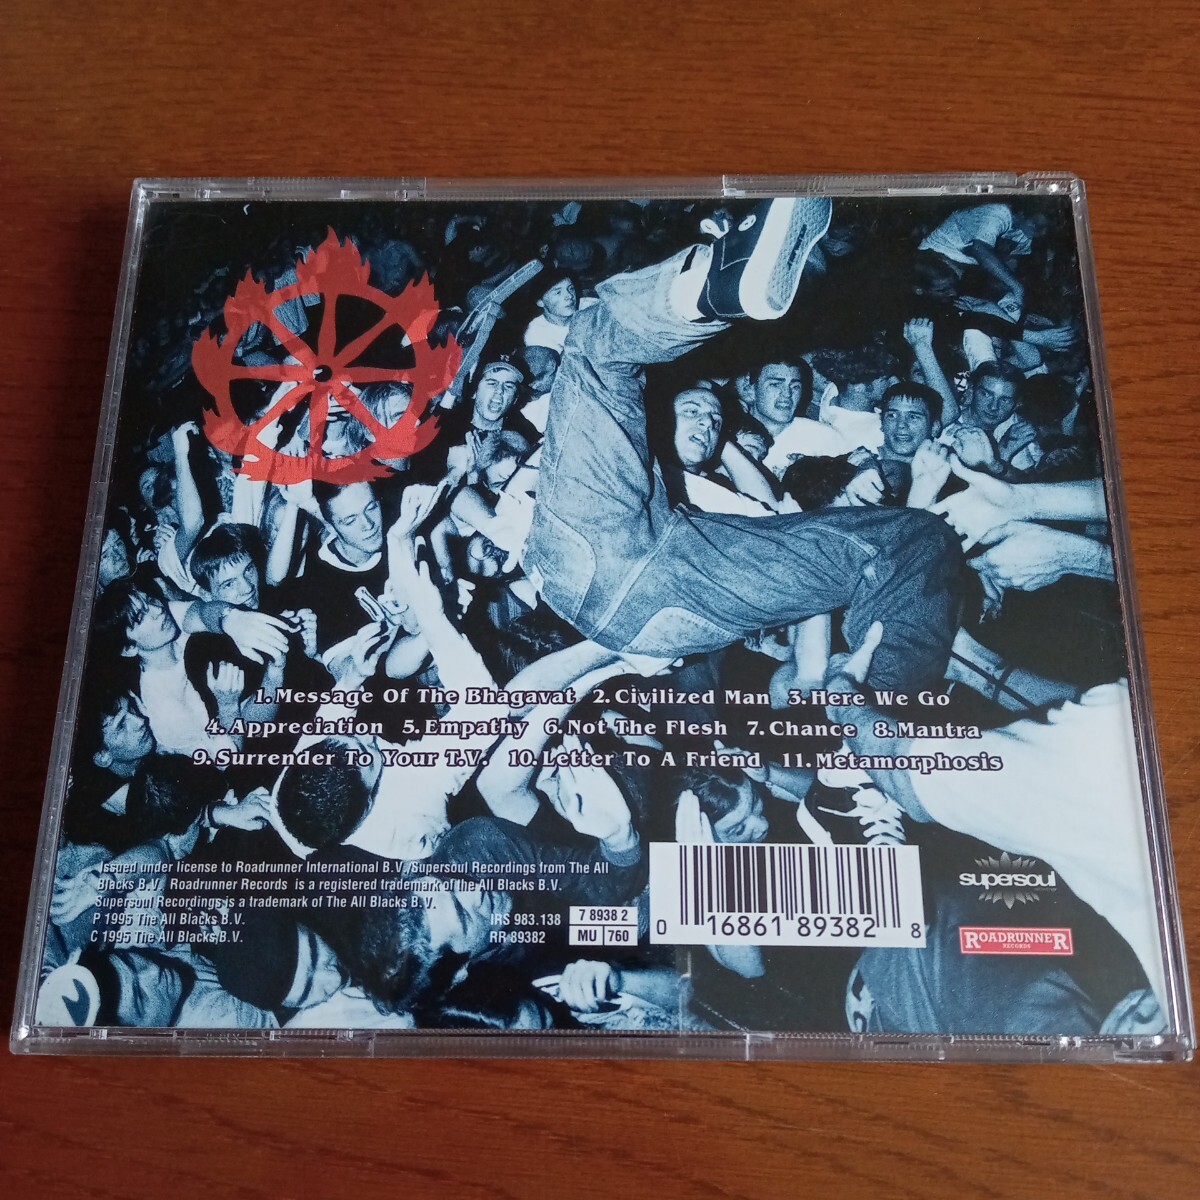 1. Message Of The Bhagavat 2. Civilized Man 3. Here We Go
4. Appreciation 5. Empathy 6. Not The Flesh 7. Chance 8. Mantra
9. Surrender To Your T.V. 10. Letter To A Friend 11. Metamorphosis
Issued under license to Roadrunner International B.V./Supersoul Recordings from The All
Blacks B.V. Roadrunner Records is a registered trademark of the All Blacks B.V.
Supersoul Recordings is a trademark of The All Blacks B.V.
P 1995 The All Blacks B.V.
C 1995 The All Blacks B.V.
IRS 983.138
RR 89382
7 8938 2
MU 760
0 16861 89382 8
supersoul
ROADRUNNER
RECORDS